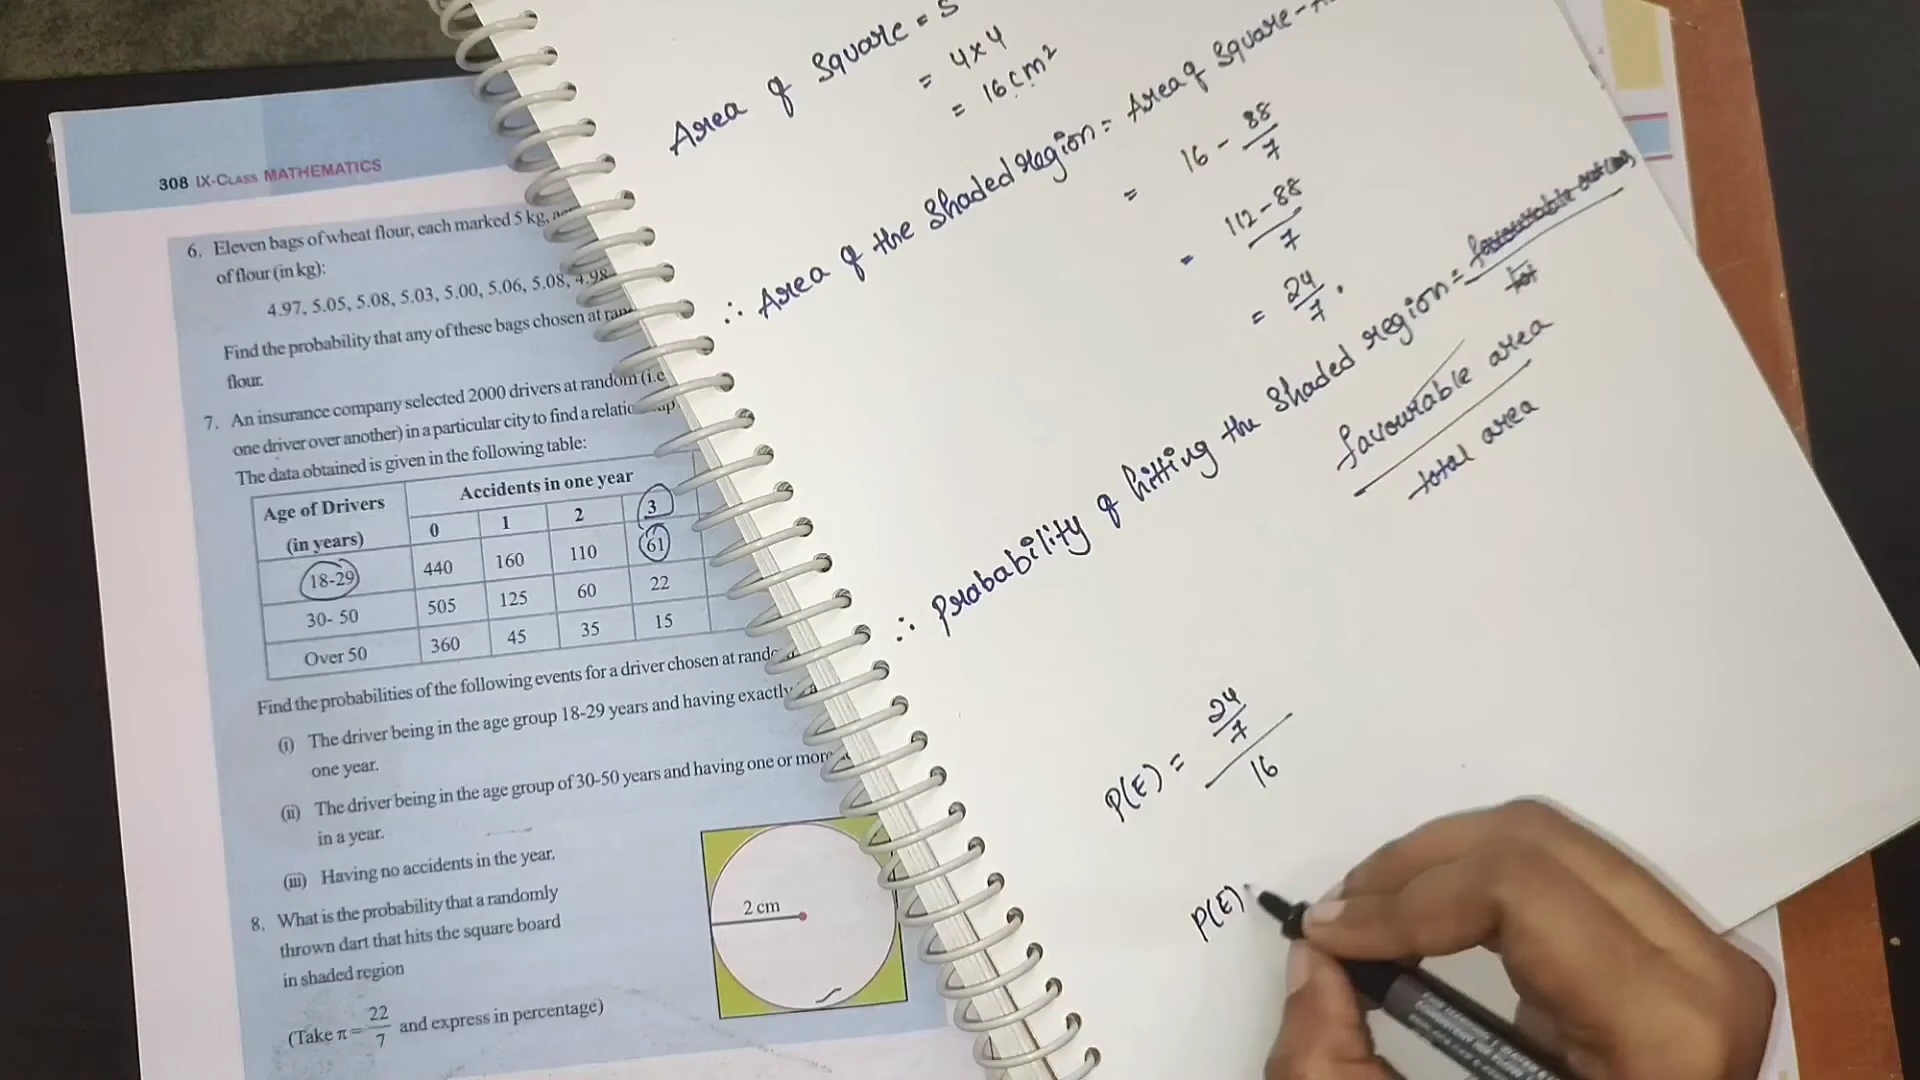 308 IX-CLASS MATHEMATICS
6. Eleven bags of wheat flour, each marked 5 kg,
of flour (in kg):
4.97, 5.05, 5.08, 5.03, 5.00, 5.06, 5.08, 4.98
Find the probability that any of these bags chosen at
flour.
7. An insurance company selected 2000 drivers at random (i.e
one driver over another) in a particular city to find a
The data obtained is given in the following table:
Age of Drivers (in years) Accidents in one year
0 1 2 3
18-29 440 160 110 61
30- 50 505 125 60 22
Over 50 360 45 35 15
Find the probabilities of the following events for a driver chosen at
(i) The driver being in the age group 18-29 years and having exactly
one year.
(ii) The driver being in the age group of 30-50 years and having one or
in a year.
(iii) Having no accidents in the year.
8. What is the probability that a randomly
thrown dart that hits the square board
in shaded region
(Take π = 22/7 and express in percentage)
2 cm
Area of Square = S
= 4×4
= 16cm²
∴ Area of the Shaded region = Area of Square -
= 16 - 88/7
= 112-88/7
= 24/7.
∴ Probability of hitting the Shaded region =
favourable area
total area
P(E) = 24/7 / 16
P(E)